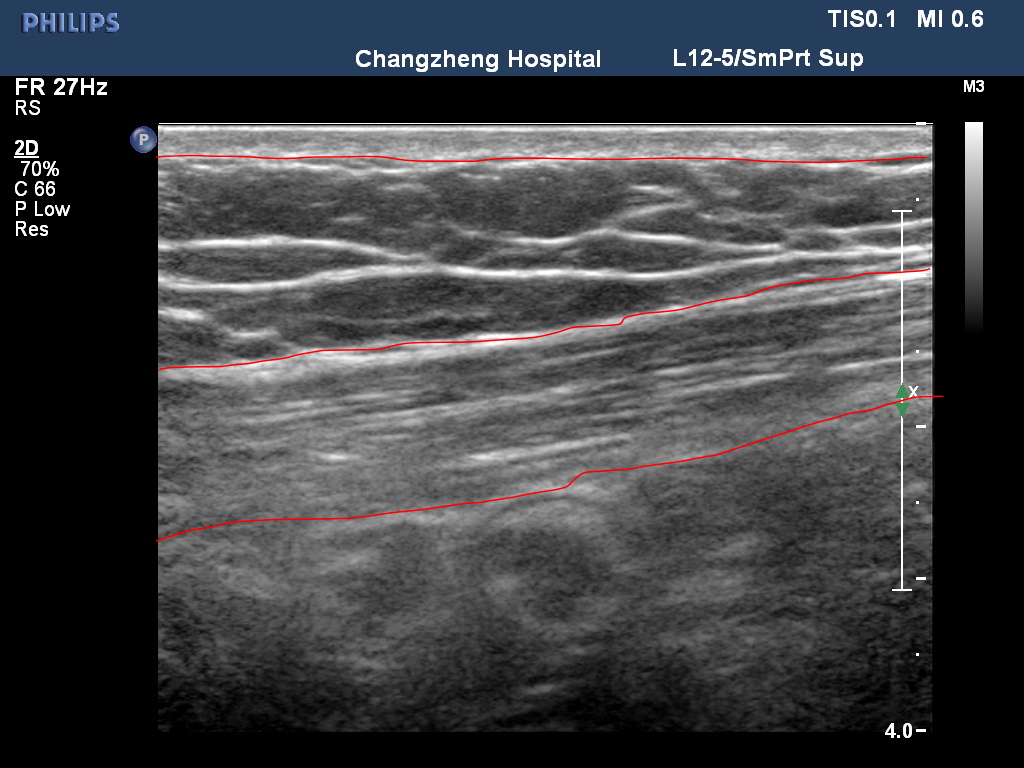 PHILIPS
TIS0.1 MI 0.6
Changzheng Hospital L12-5/SmPrt Sup
FR 27Hz
RS
M3
P
2D
70%
C 66
P Low
Res
X
4.0